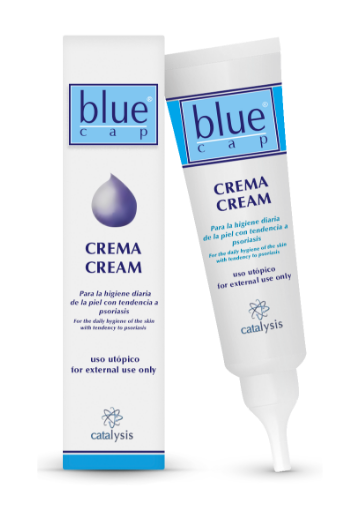 blue©
cap
CREMA
CREAM
Para la higiene diaria
de la piel con tendencia a
psoriasis
For the daily hygiene of the skin
with tendency to psoriasis
uso utópico
for external use only
catalysis
blue©
cap
CREMA
CREAM
Para la higiene diaria
de la piel con tendencia a
psoriasis
For the daily hygiene of the skin
with tendency to psoriasis
uso utópico
for external use only
catalysis